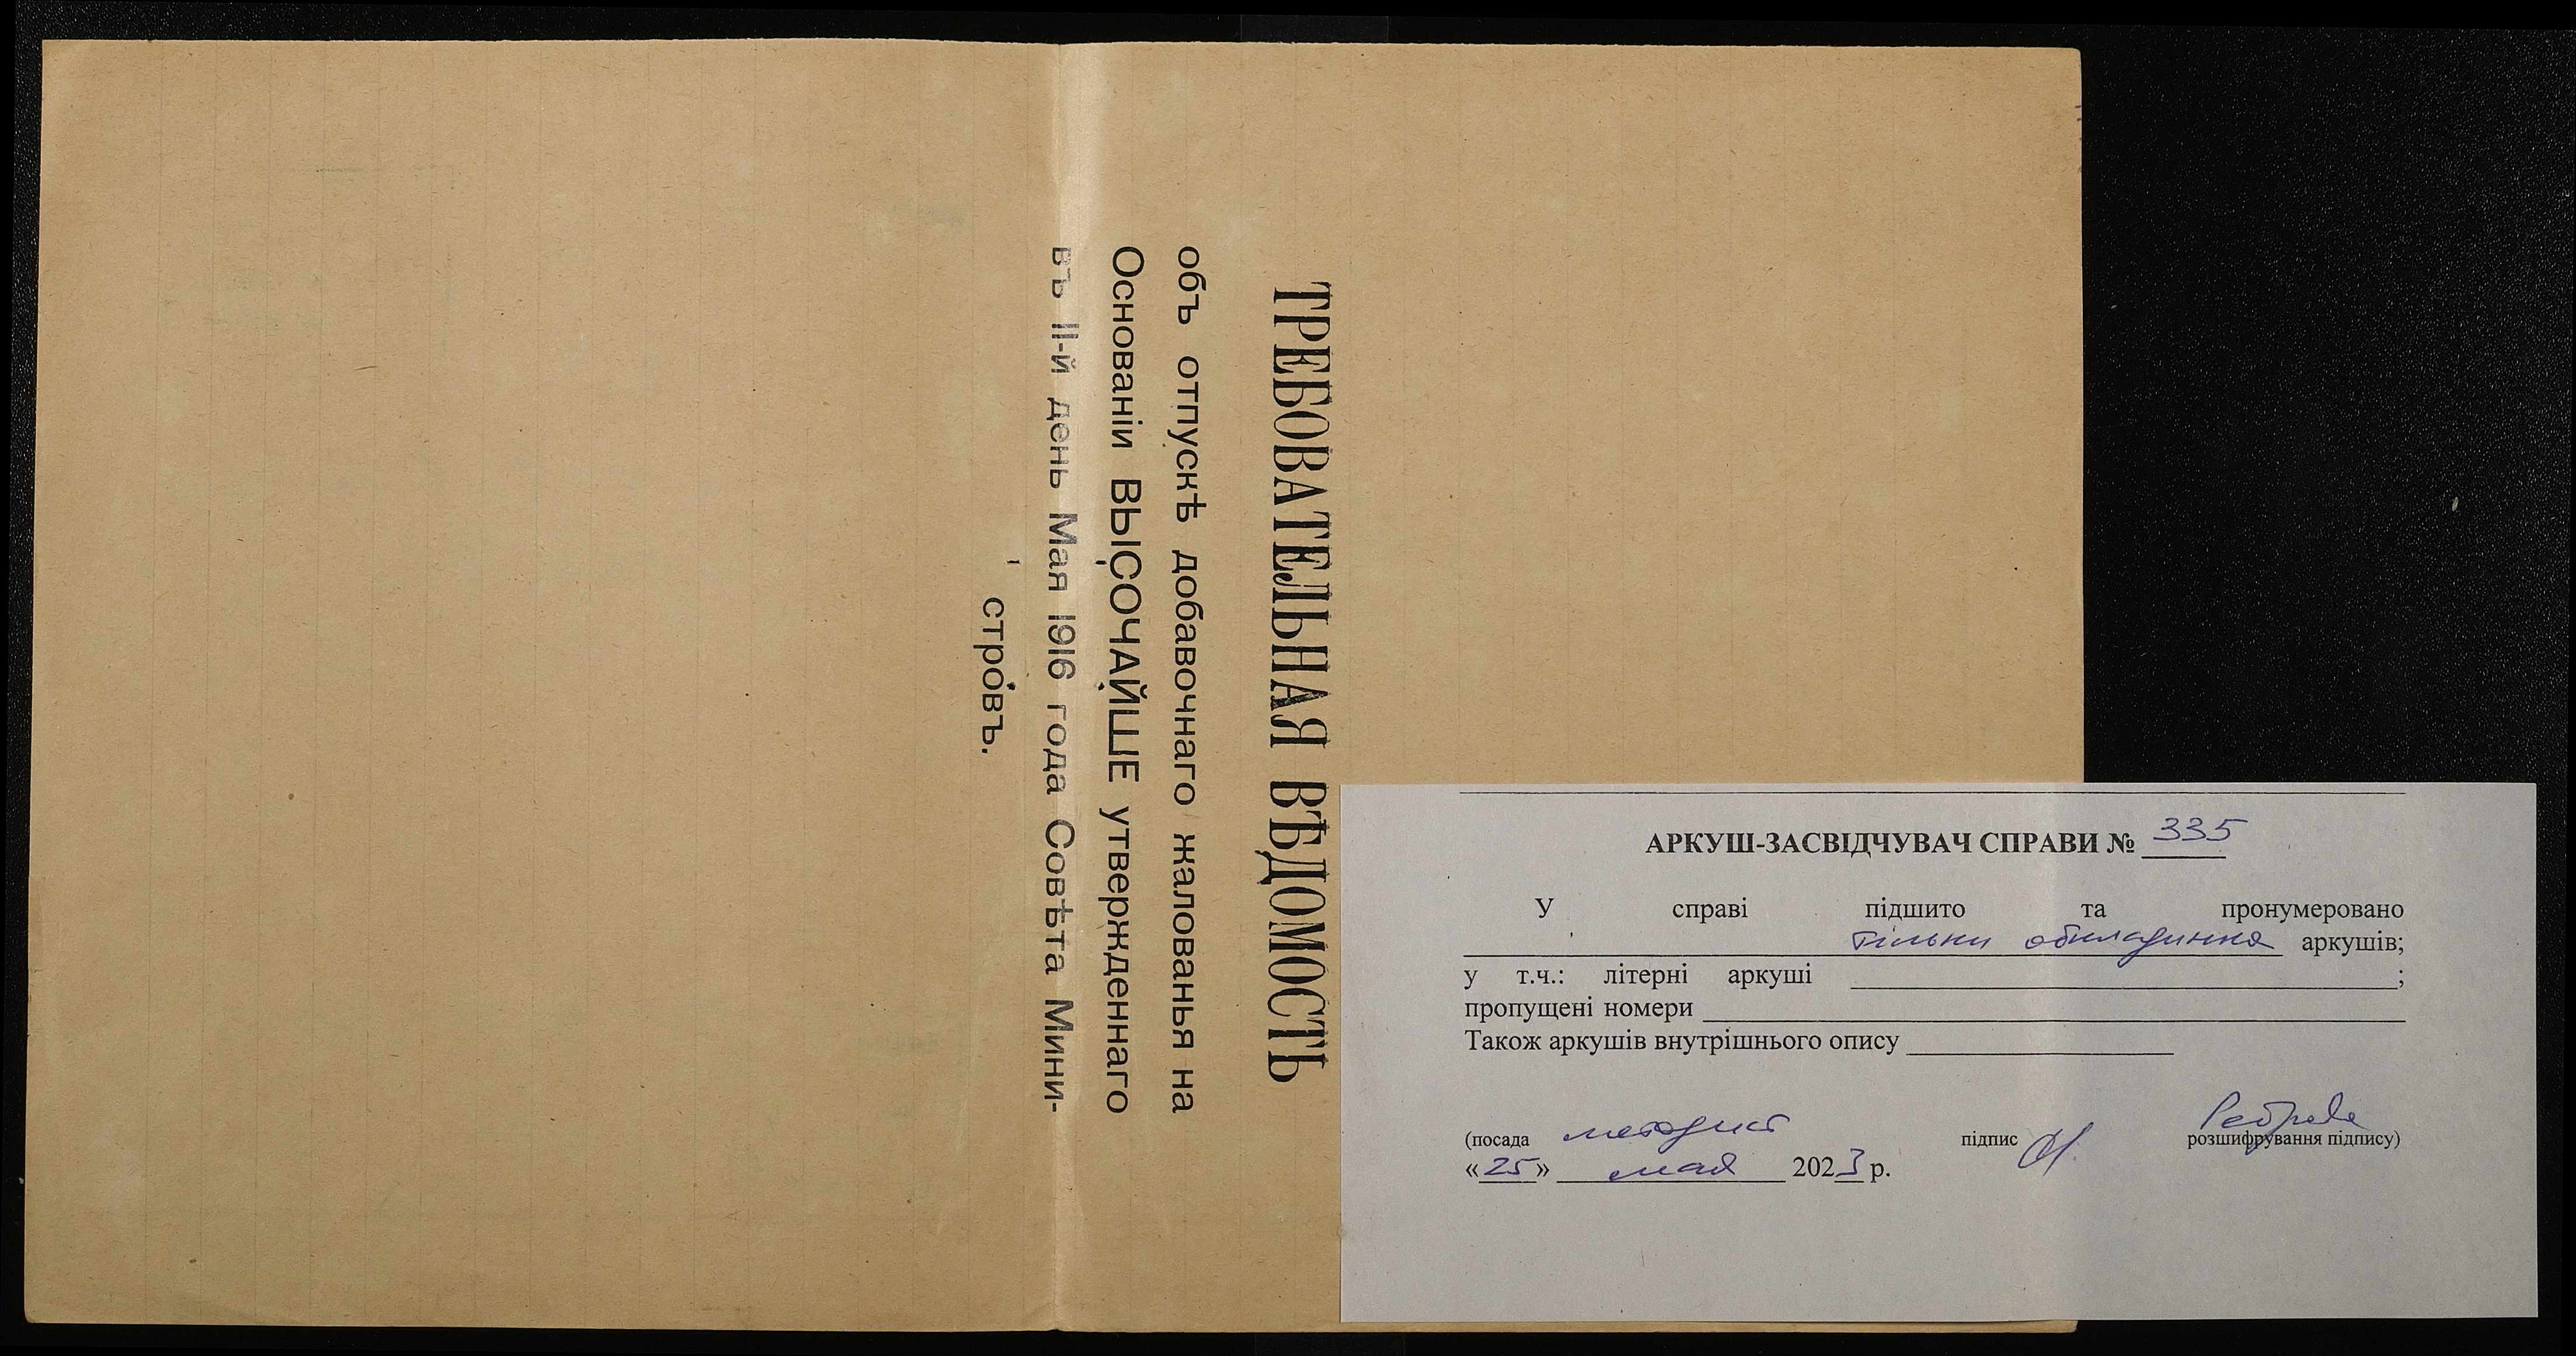 ТРЕБОВАТЕЛЬНАЯ ВѢДОМОСТЬ
объ отпускѣ добавочнаго жалованья на
Основаніи ВЫСОЧАЙШЕ утвержденнаго
въ II-й день Мая I9I6 года Совѣта Мини-
стровъ.
АРКУШ-ЗАСВІДЧУВАЧ СПРАВИ № 335
У справі підшито та пронумеровано
тільки обкладинка аркушів;
у т.ч.: літерні аркуші ;
пропущені номери
Також аркушів внутрішнього опису
(посада методист підпис розшифрування підпису)
«25» мая 2023 р.